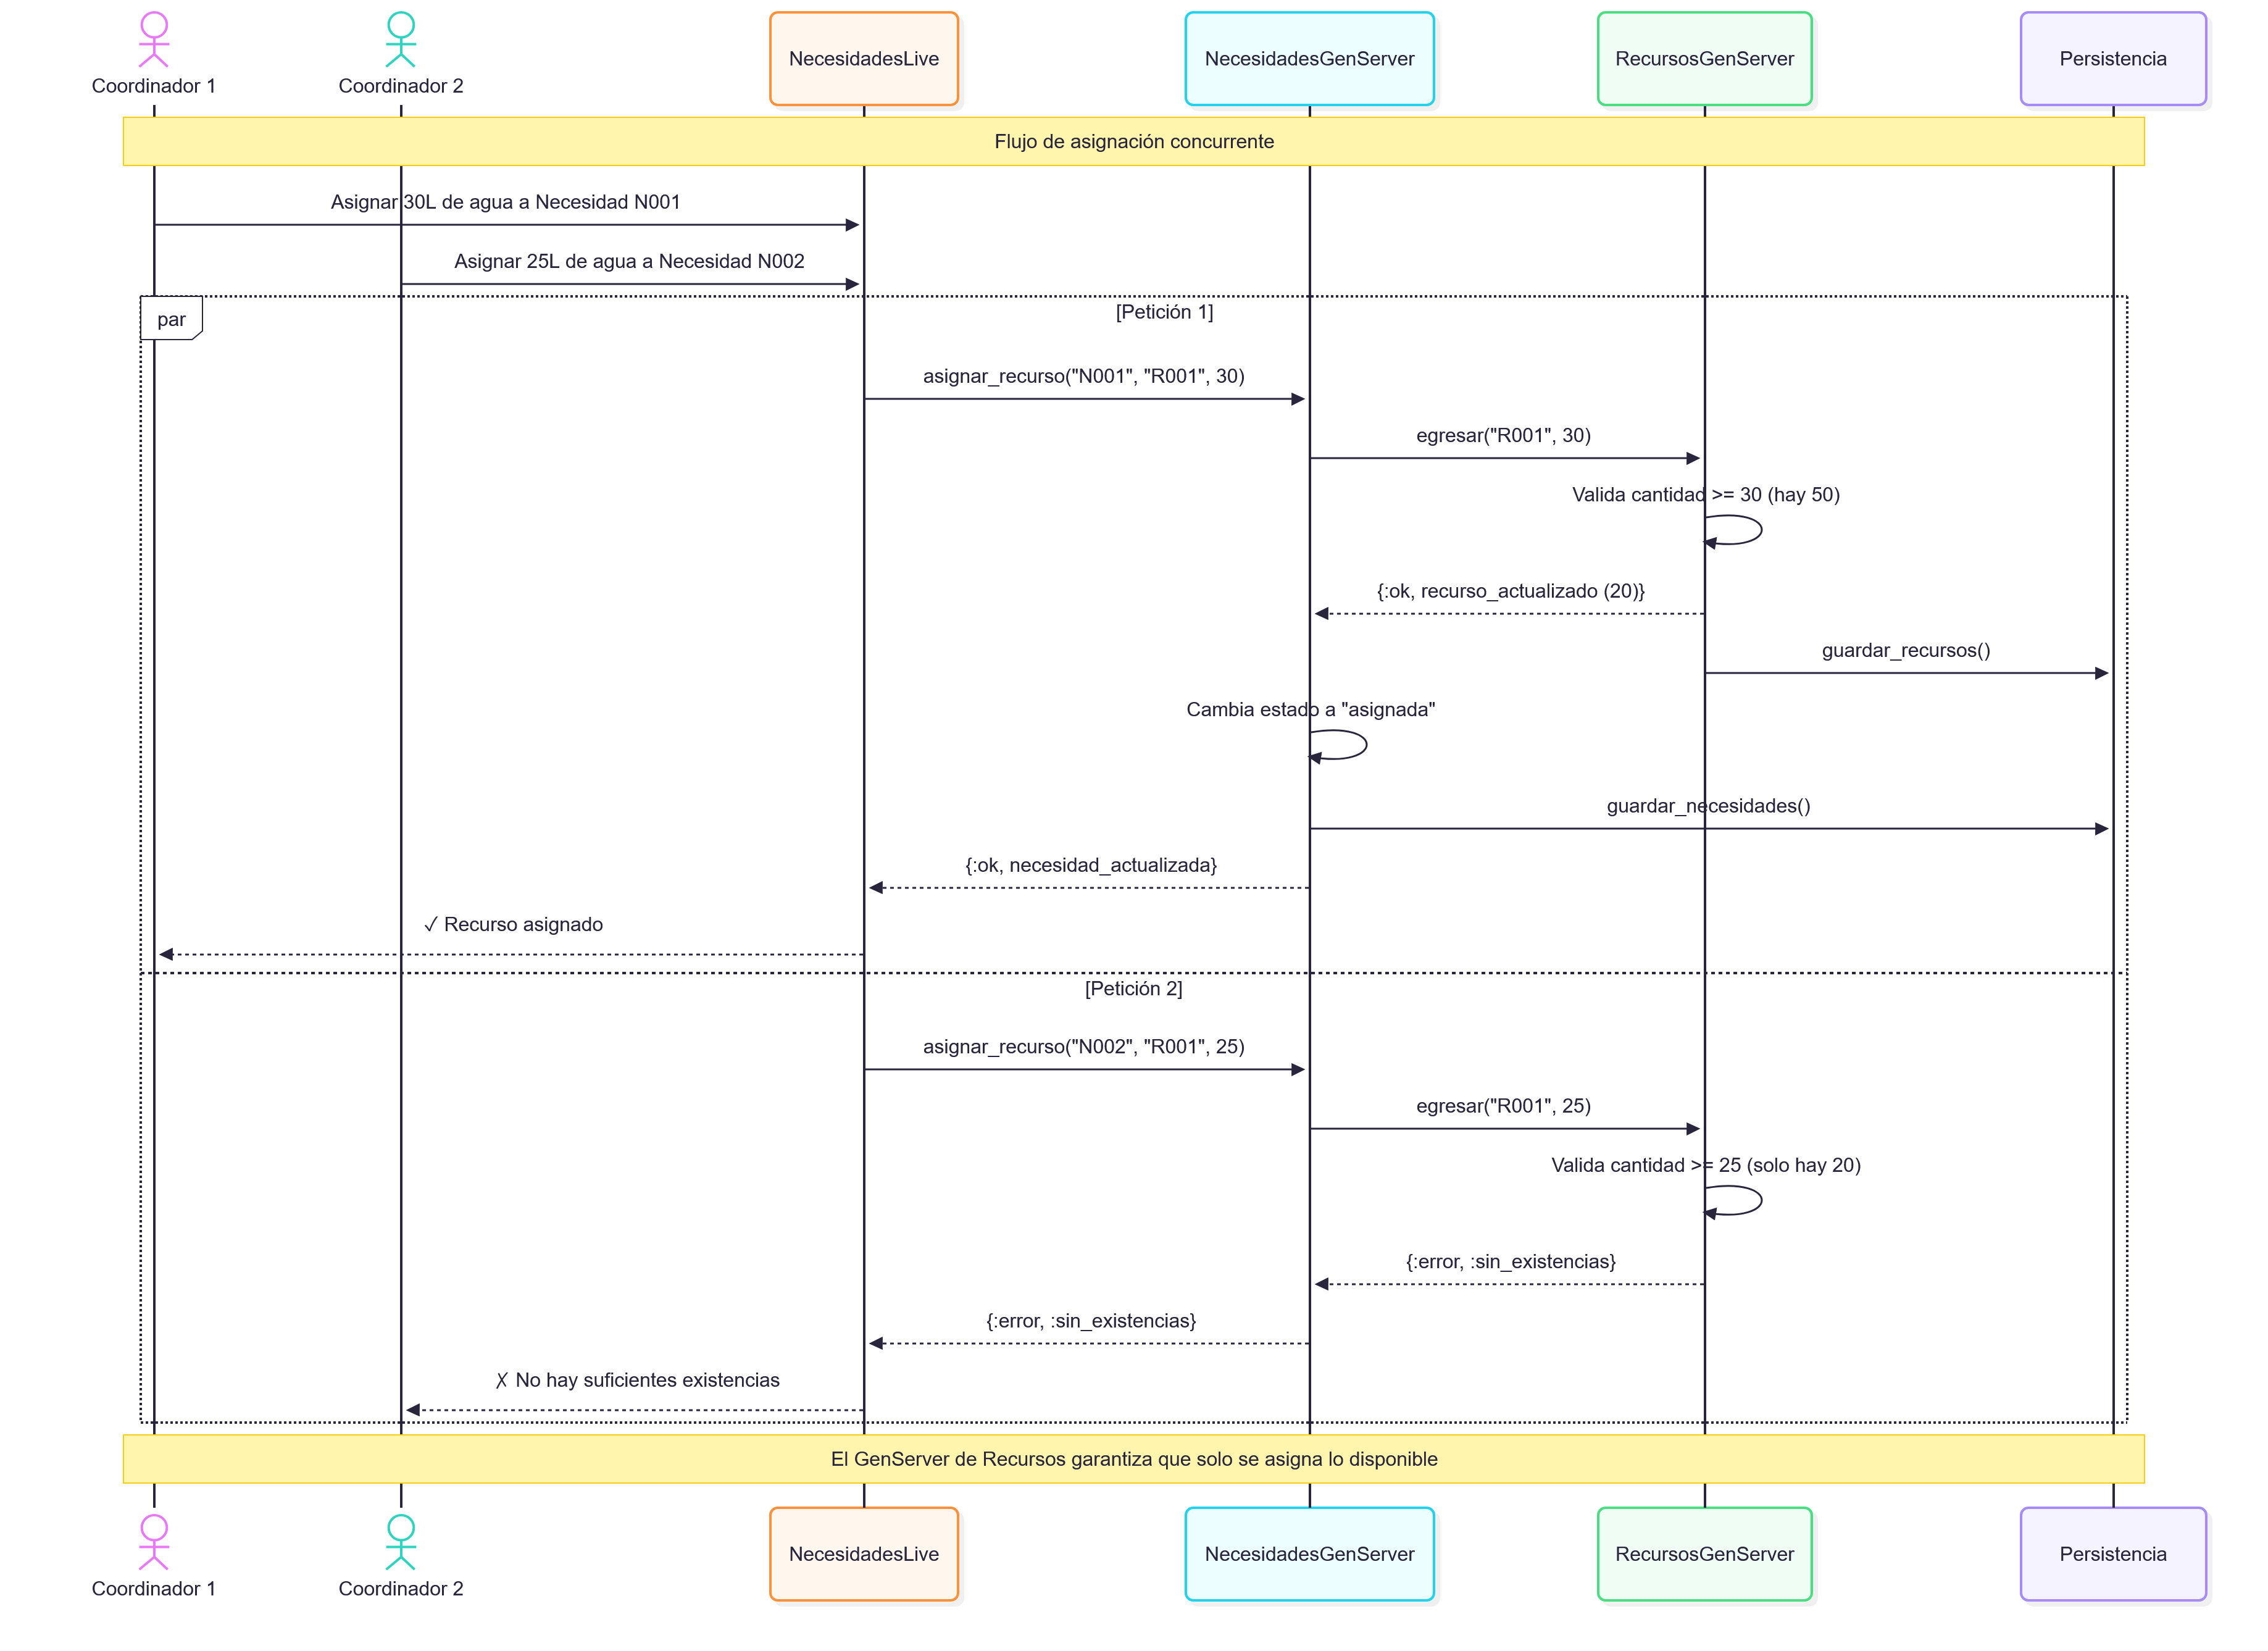 Coordinador 1
Coordinador 2
NecesidadesLive
NecesidadesGenServer
RecursosGenServer
Persistencia
Flujo de asignación concurrente
Asignar 30L de agua a Necesidad N001
Asignar 25L de agua a Necesidad N002
par
[Petición 1]
asignar_recurso("N001", "R001", 30)
egresar("R001", 30)
Valida cantidad >= 30 (hay 50)
{:ok, recurso_actualizado (20)}
guardar_recursos()
Cambia estado a "asignada"
guardar_necesidades()
{:ok, necesidad_actualizada}
✓ Recurso asignado
[Petición 2]
asignar_recurso("N002", "R001", 25)
egresar("R001", 25)
Valida cantidad >= 25 (solo hay 20)
{:error, :sin_existencias}
{:error, :sin_existencias}
✗ No hay suficientes existencias
El GenServer de Recursos garantiza que solo se asigna lo disponible
Coordinador 1
Coordinador 2
NecesidadesLive
NecesidadesGenServer
RecursosGenServer
Persistencia